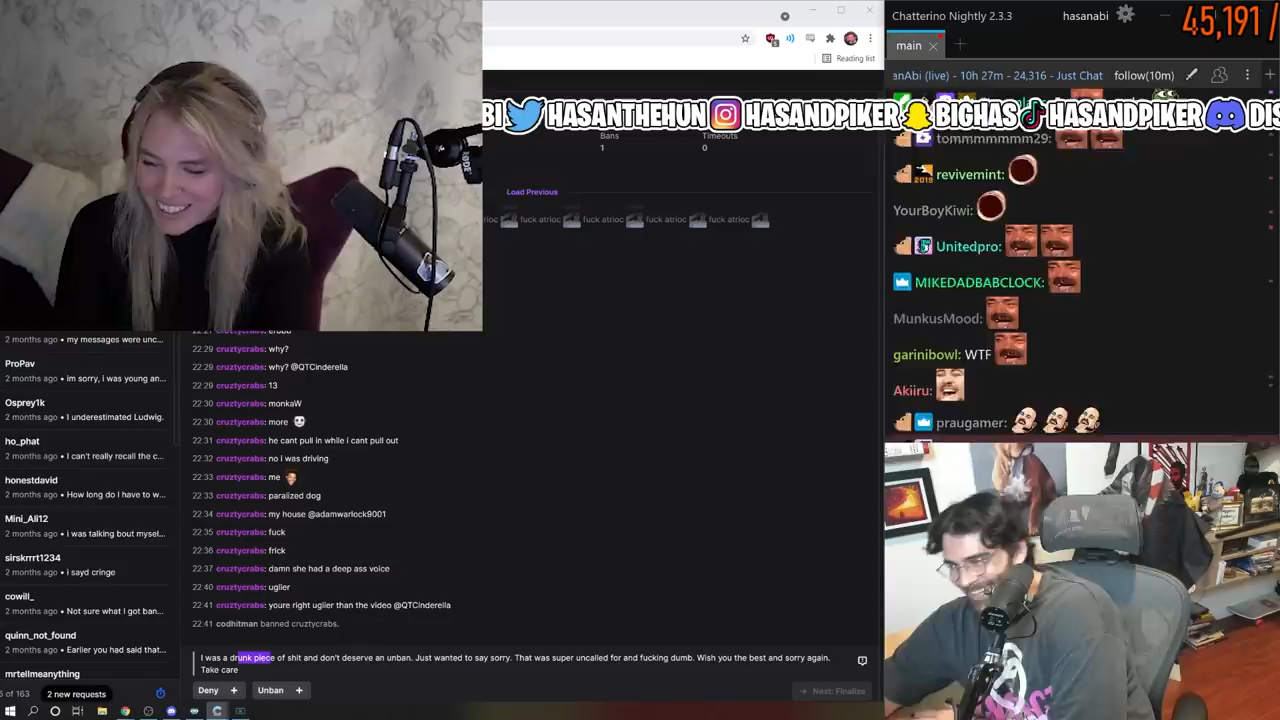 Reading list
BI HASANTHEHUN HASANDPIKER BIGHAS HASANDPIKER DIS
Bans
Timeouts
1
0
Load Previous
fuck atrioc fuck atrioc fuck atrioc fuck atrioc
22:29 cruztycrabs: why?
22:29 cruztycrabs: why? @QTCinderella
22:29 cruztycrabs: 13
22:30 cruztycrabs: monkaW
22:30 cruztycrabs: more
22:31 cruztycrabs: he cant pull in while i cant pull out
22:32 cruztycrabs: no i was driving
22:33 cruztycrabs: me
22:33 cruztycrabs: paralized dog
22:34 cruztycrabs: my house @adamwarlock9001
22:35 cruztycrabs: fuck
22:36 cruztycrabs: frick
22:37 cruztycrabs: damn she had a deep ass voice
22:40 cruztycrabs: uglier
22:41 cruztycrabs: youre right uglier than the video @QTCinderella
22:41 codhitman banned cruztycrabs.
I was a drunk piece of shit and don't deserve an unban. Just wanted to say sorry. That was super uncalled for and fucking dumb. Wish you the best and sorry again.
Take care
Deny +
Unban +
→ Next: Finalize
2 months ago • my messages were unc...
ProPav
2 months ago • im sorry, i was young an...
Osprey1k
2 months ago • I underestimated Ludwig.
ho_phat
2 months ago • I can't really recall the c...
honestdavid
2 months ago • How long do I have to w...
Mini_Ali12
2 months ago • i was talking bout mysel...
sirskrrrt1234
2 months ago • i sayd cringe
cowill_
2 months ago • Not sure what I got ban...
quinn_not_found
2 months ago • Earlier you had said that...
mrtellmeanything
of 163
2 new requests
Chatterino Nightly 2.3.3
hasanabi
45,191 /
main
anAbi (live) - 10h 27m - 24,316 - Just Chat
follow(10m)
tommmmmmm29:
revivemint:
YourBoyKiwi:
Unitedpro:
MIKEDADBABCLOCK:
MunkusMood:
garinibowl: WTF
Akiiru:
praugamer:
RØDE